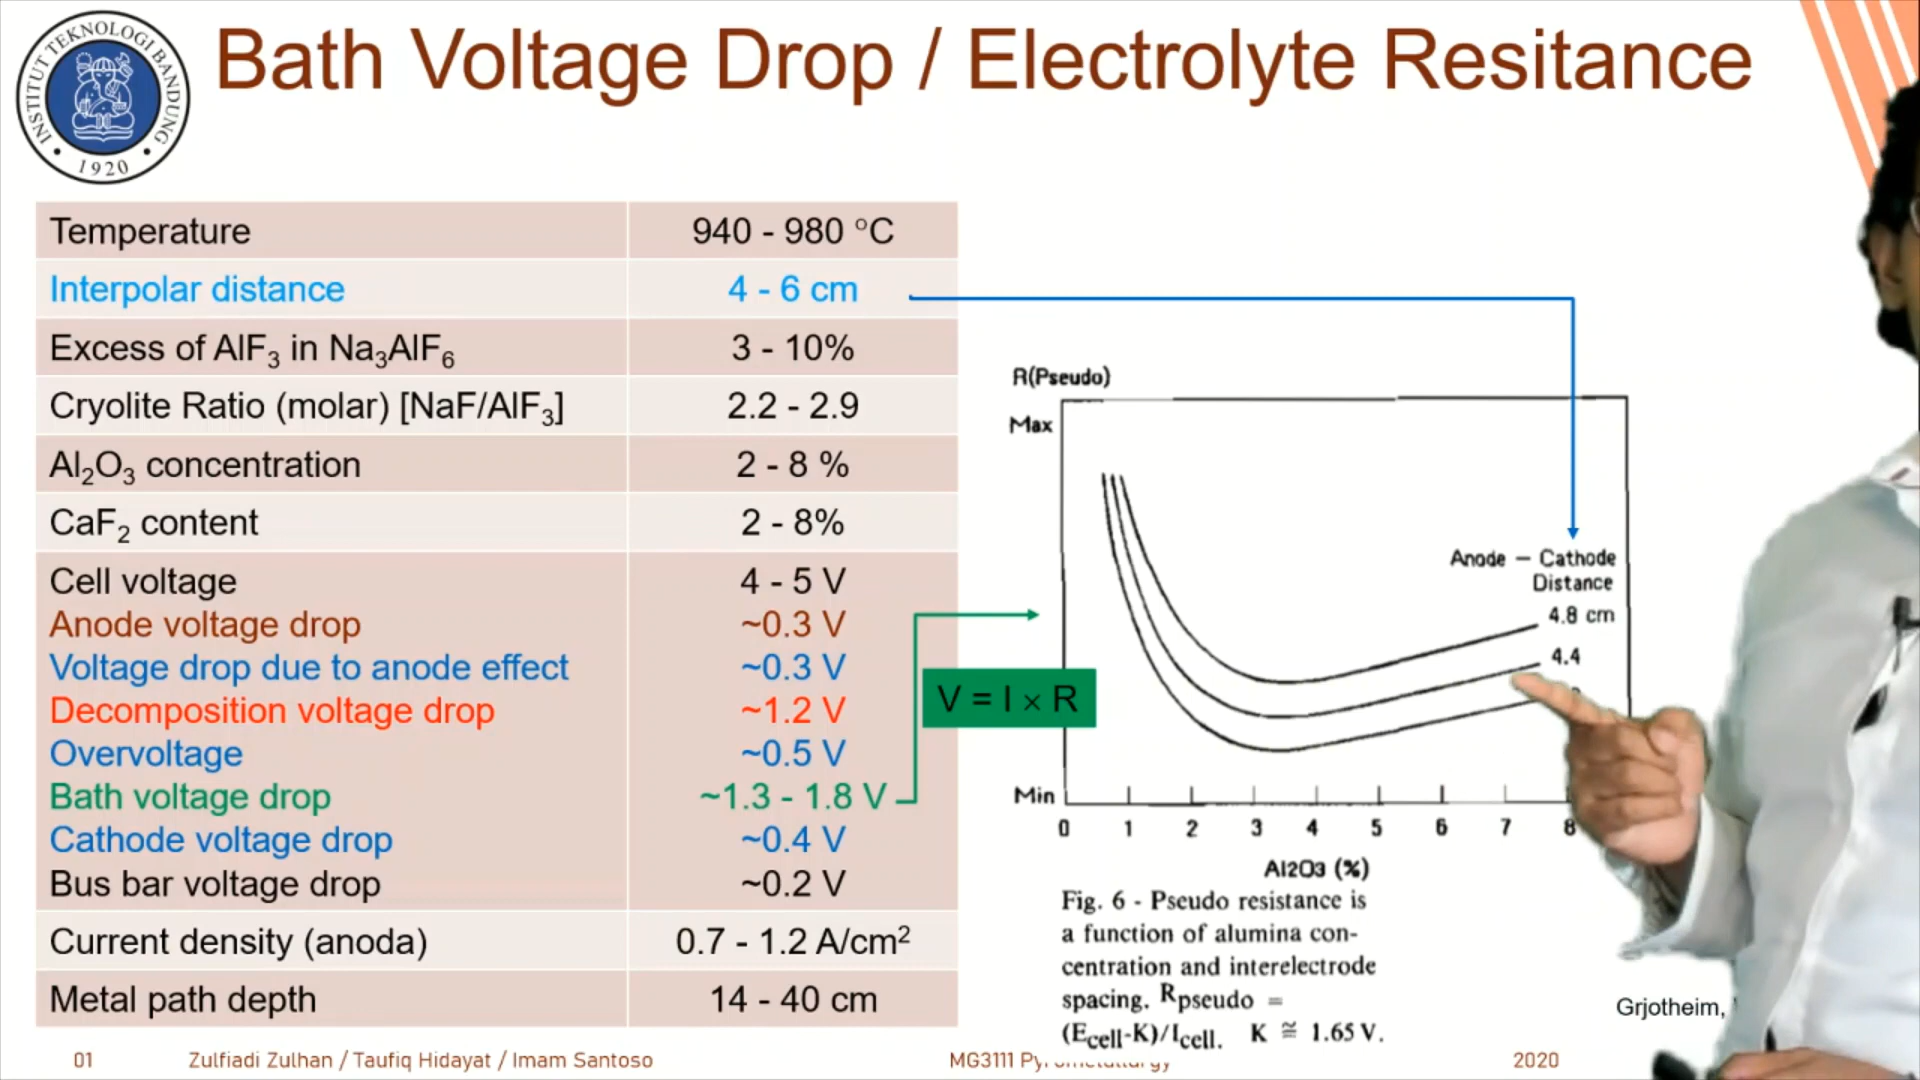 Bath Voltage Drop / Electrolyte Resitance
INSTITUT TEKNOLOGI BANDUNG
1920
Temperature 940 - 980 °C
Interpolar distance 4 - 6 cm
Excess of AlF3 in Na3AlF6 3 - 10%
Cryolite Ratio (molar) [NaF/AlF3] 2.2 - 2.9
Al2O3 concentration 2 - 8 %
CaF2 content 2 - 8%
Cell voltage 4 - 5 V
Anode voltage drop ~0.3 V
Voltage drop due to anode effect ~0.3 V
Decomposition voltage drop ~1.2 V
Overvoltage ~0.5 V
Bath voltage drop ~1.3 - 1.8 V
Cathode voltage drop ~0.4 V
Bus bar voltage drop ~0.2 V
Current density (anoda) 0.7 - 1.2 A/cm2
Metal path depth 14 - 40 cm
V = I × R
R(Pseudo)
Max
Anode — Cathode
Distance
4.8 cm
4.4
Min
0 1 2 3 4 5 6 7 8
Al2O3 (%)
Fig. 6 - Pseudo resistance is
a function of alumina con-
centration and interelectrode
spacing. Rpseudo =
(Ecell-K)/Icell. K ≅ 1.65 V.
Grjotheim,
01 Zulfiadi Zulhan / Taufiq Hidayat / Imam Santoso MG3111 Pyrometallurgy 2020